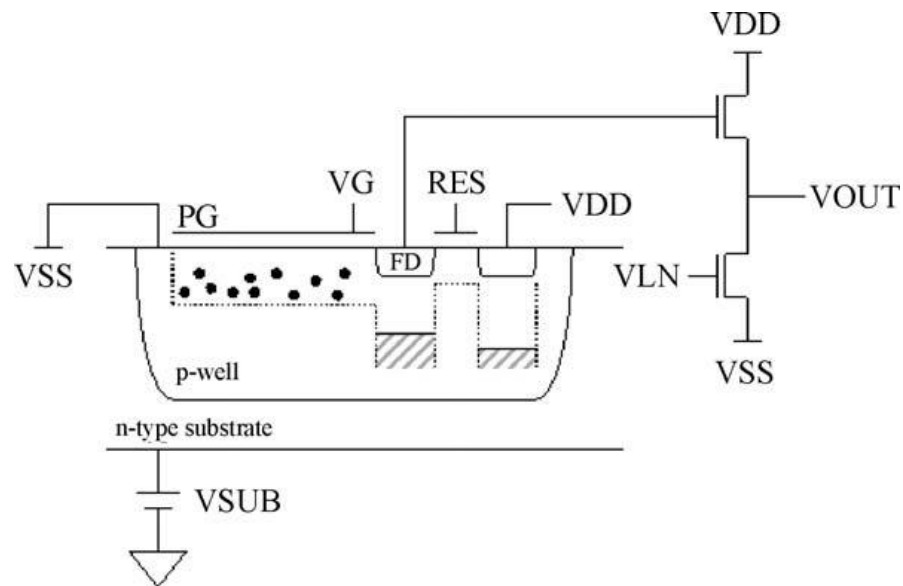 VDD
VG
RES
PG
VDD
VOUT
VSS
FD
VLN
p-well
VSS
n-type substrate
VSUB